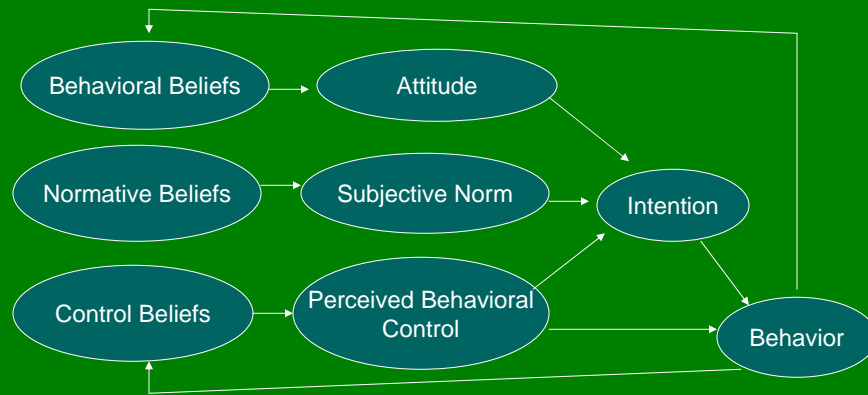 Behavioral Beliefs
Attitude
Normative Beliefs
Subjective Norm
Intention
Control Beliefs
Perceived Behavioral
Control
Behavior